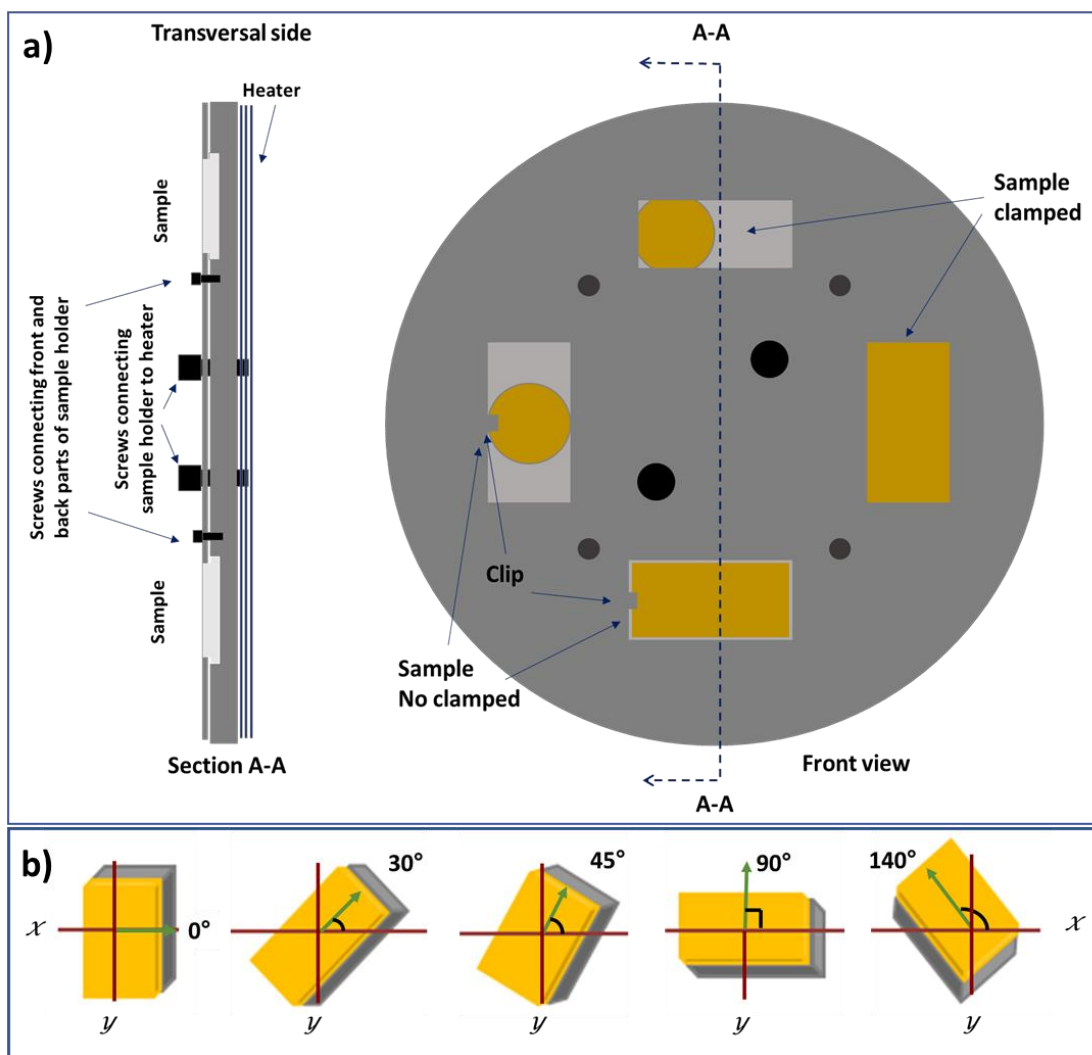 a)
Transversal side
Heater
Sample
Screws connecting front and
back parts of sample holder
Screws connecting
sample holder to heater
Sample
Section A-A
A-A
Sample
clamped
Clip
Sample
No clamped
Front view
A-A
b)
x
0°
y
30°
y
45°
y
90°
y
140°
x
y